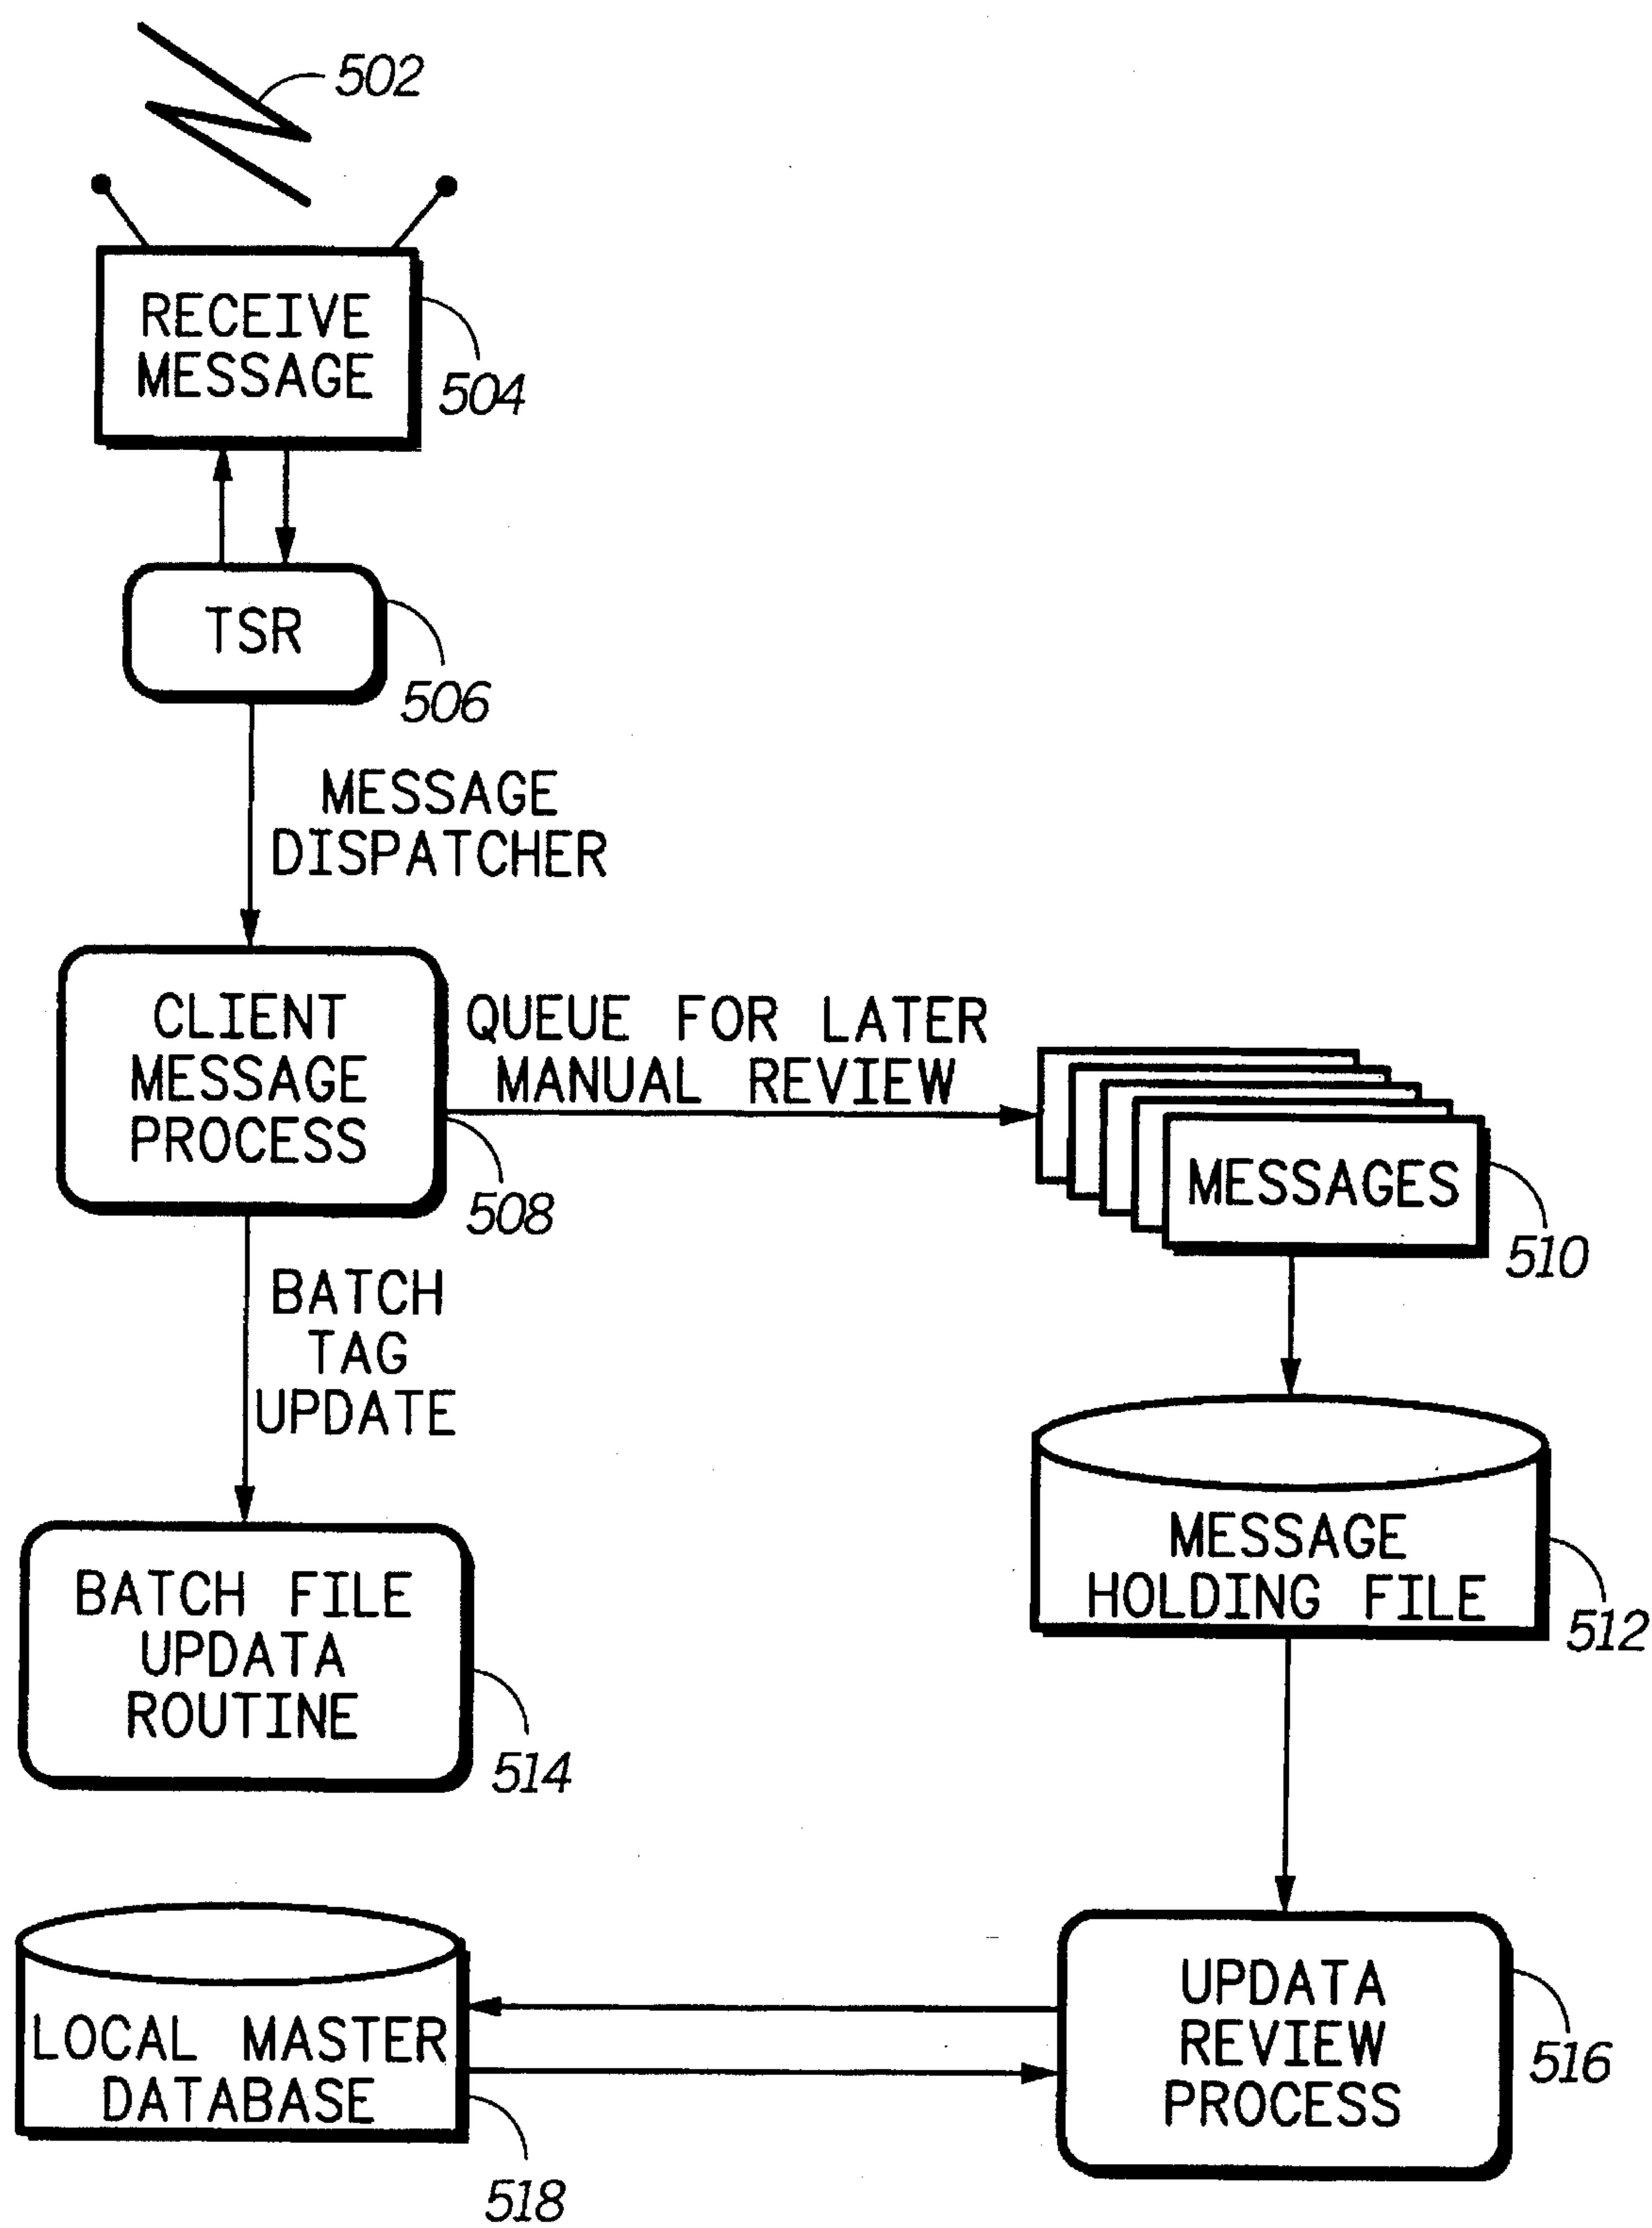 502
RECEIVE
MESSAGE
504
TSR
506
MESSAGE
DISPATCHER
CLIENT
MESSAGE
PROCESS
508
QUEUE FOR LATER
MANUAL REVIEW
MESSAGES
510
BATCH
TAG
UPDATE
MESSAGE
HOLDING FILE
512
BATCH FILE
UPDATA
ROUTINE
514
LOCAL MASTER
DATABASE
518
UPDATA
REVIEW
PROCESS
516